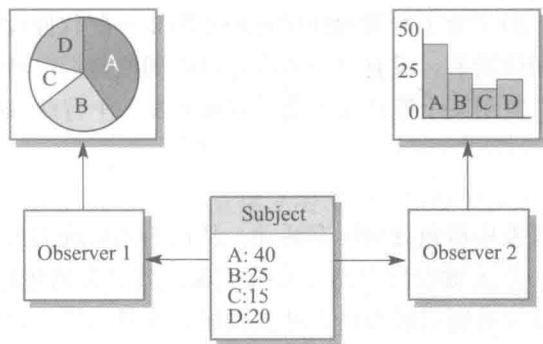 D
A
C
B
50
25
0
A B C D
Observer 1
Subject
A: 40
B:25
C:15
D:20
Observer 2